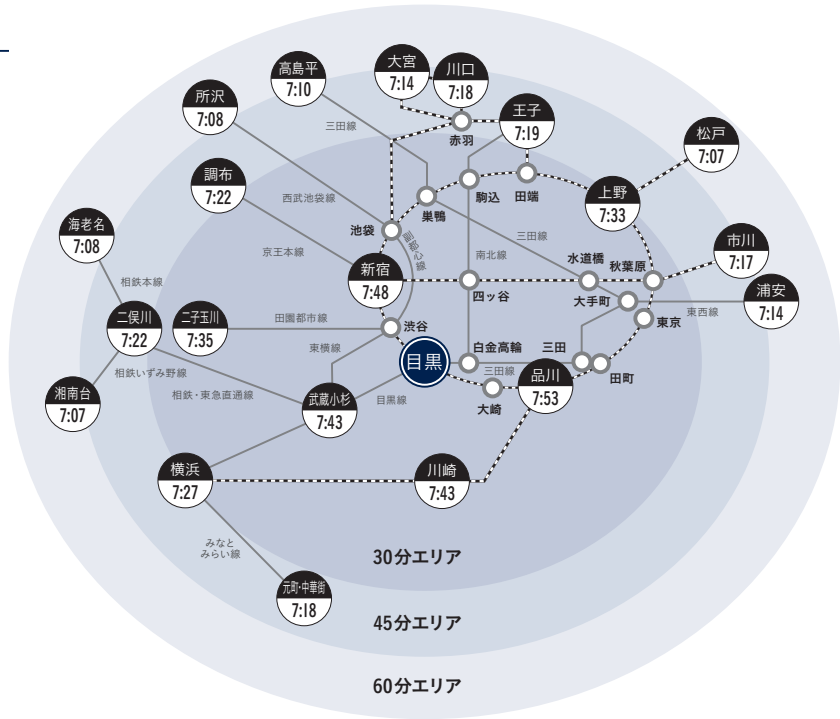 大宮
7:14
川口
7:18
高島平
7:10
所沢
7:08
王子
7:19
三田線
赤羽
松戸
7:07
調布
7:22
西武池袋線
巣鴨
駒込
田端
上野
7:33
海老名
7:08
池袋
副都心線
三田線
京王本線
南北線
水道橋
秋葉原
市川
7:17
新宿
7:48
相鉄本線
四ッ谷
大手町
浦安
7:14
東西線
二俣川
7:22
二子玉川
7:35
田園都市線
渋谷
東京
東横線
目黒
白金高輪
三田
三田線
田町
相鉄いずみ野線
湘南台
7:07
相鉄・東急直通線
武蔵小杉
7:43
目黒線
大崎
品川
7:53
横浜
7:27
川崎
7:43
みなと
みらい線
30分エリア
元町・中華街
7:18
45分エリア
60分エリア